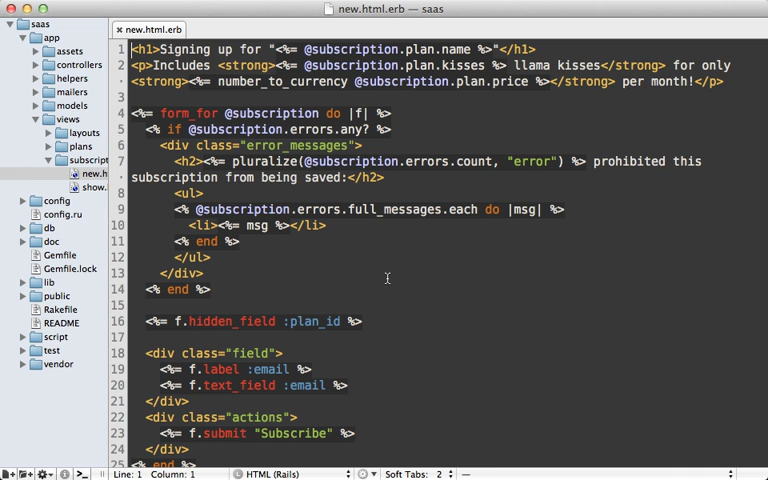 new.html.erb — saas
saas
app
assets
controllers
helpers
mailers
models
views
layouts
plans
subscript
new.h
show.
config
config.ru
db
doc
Gemfile
Gemfile.lock
lib
public
Rakefile
README
script
test
vendor
new.html.erb
1 <h1>Signing up for "<%= @subscription.plan.name %>"</h1>
2 <p>Includes <strong><%= @subscription.plan.kisses %> llama kisses</strong> for only
· <strong><%= number_to_currency @subscription.plan.price %></strong> per month!</p>
3
4 <%= form_for @subscription do |f| %>
5 <% if @subscription.errors.any? %>
6 <div class="error_messages">
7 <h2><%= pluralize(@subscription.errors.count, "error") %> prohibited this
· subscription from being saved:</h2>
8 <ul>
9 <% @subscription.errors.full_messages.each do |msg| %>
10 <li><%= msg %></li>
11 <% end %>
12 </ul>
13 </div>
14 <% end %>
15
16 <%= f.hidden_field :plan_id %>
17
18 <div class="field">
19 <%= f.label :email %>
20 <%= f.text_field :email %>
21 </div>
22 <div class="actions">
23 <%= f.submit "Subscribe" %>
24 </div>
25 <% end %>
Line: 1 Column: 1 HTML (Rails) Soft Tabs: 2 —